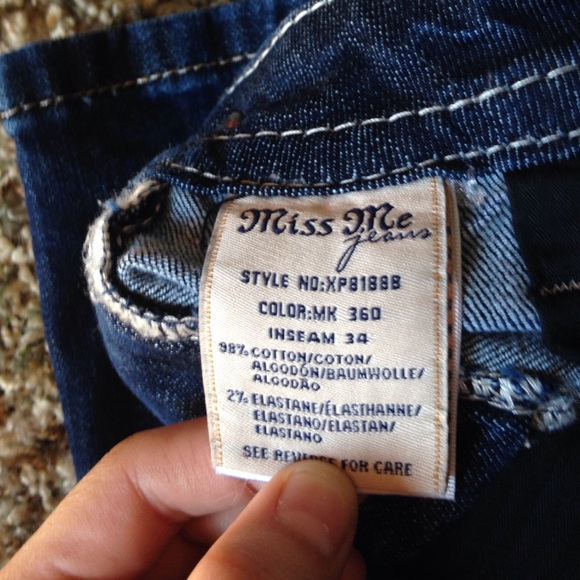 Miss Me
jeans
STYLE NO:XP8188B
COLOR:MK 360
INSEAM 34
98% COTTON/COTON/
ALGODÓN/BAUMWOLLE/
ALGODÃO
2% ELASTANE/ÉLASTHANNE/
ELASTANO/ELASTAN/
ELASTANO
SEE REVERSE FOR CARE